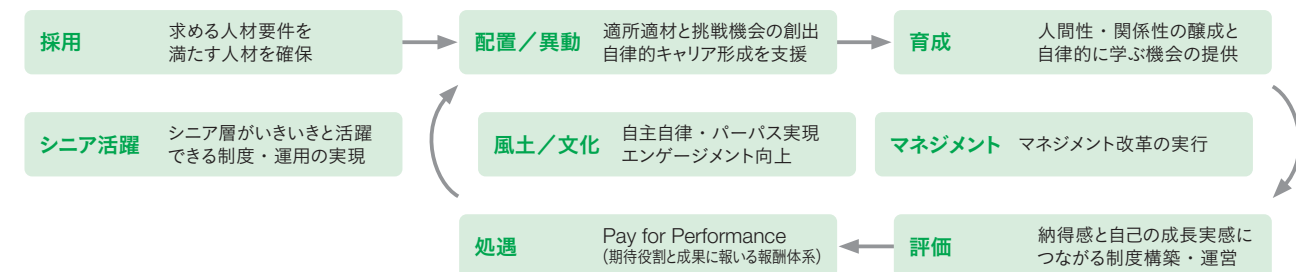 採用
求める人材要件を
満たす人材を確保
配置／異動
適所適材と挑戦機会の創出
自律的キャリア形成を支援
育成
人間性・関係性の醸成と
自律的に学ぶ機会の提供
シニア活躍
シニア層がいきいきと活躍
できる制度・運用の実現
風土／文化
自主自律・パーパス実現
エンゲージメント向上
マネジメント
マネジメント改革の実行
処遇
Pay for Performance
（期待役割と成果に報いる報酬体系）
評価
納得感と自己の成長実感に
つながる制度構築・運営